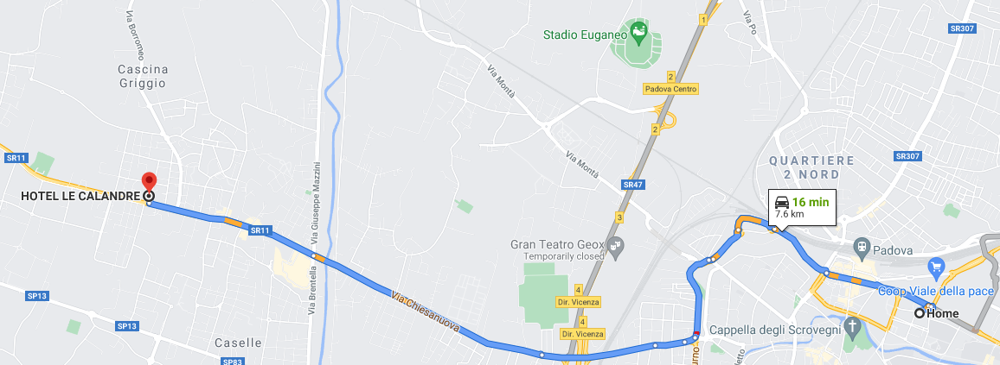 Via Borromeo
Cascina
Griggio
Via Po
1
SR307
Stadio Euganeo
Via Montà
2
Padova Centro
2
SR11
SR307
QUARTIERE
2 NORD
Via Montà
Via Giuseppe Mazzini
SR47
HOTEL LE CALANDRE
16 min
7.6 km
3
SR11
Gran Teatro Geox
Temporarily closed
Padova
Via Brentella
4
Dir. Vicenza
Coop Viale della pace
SP13
Via Chiesanuova
Home
4
Dir. Vicenza
SP13
Cappella degli Scrovegni
Caselle
urno
letto
SP83